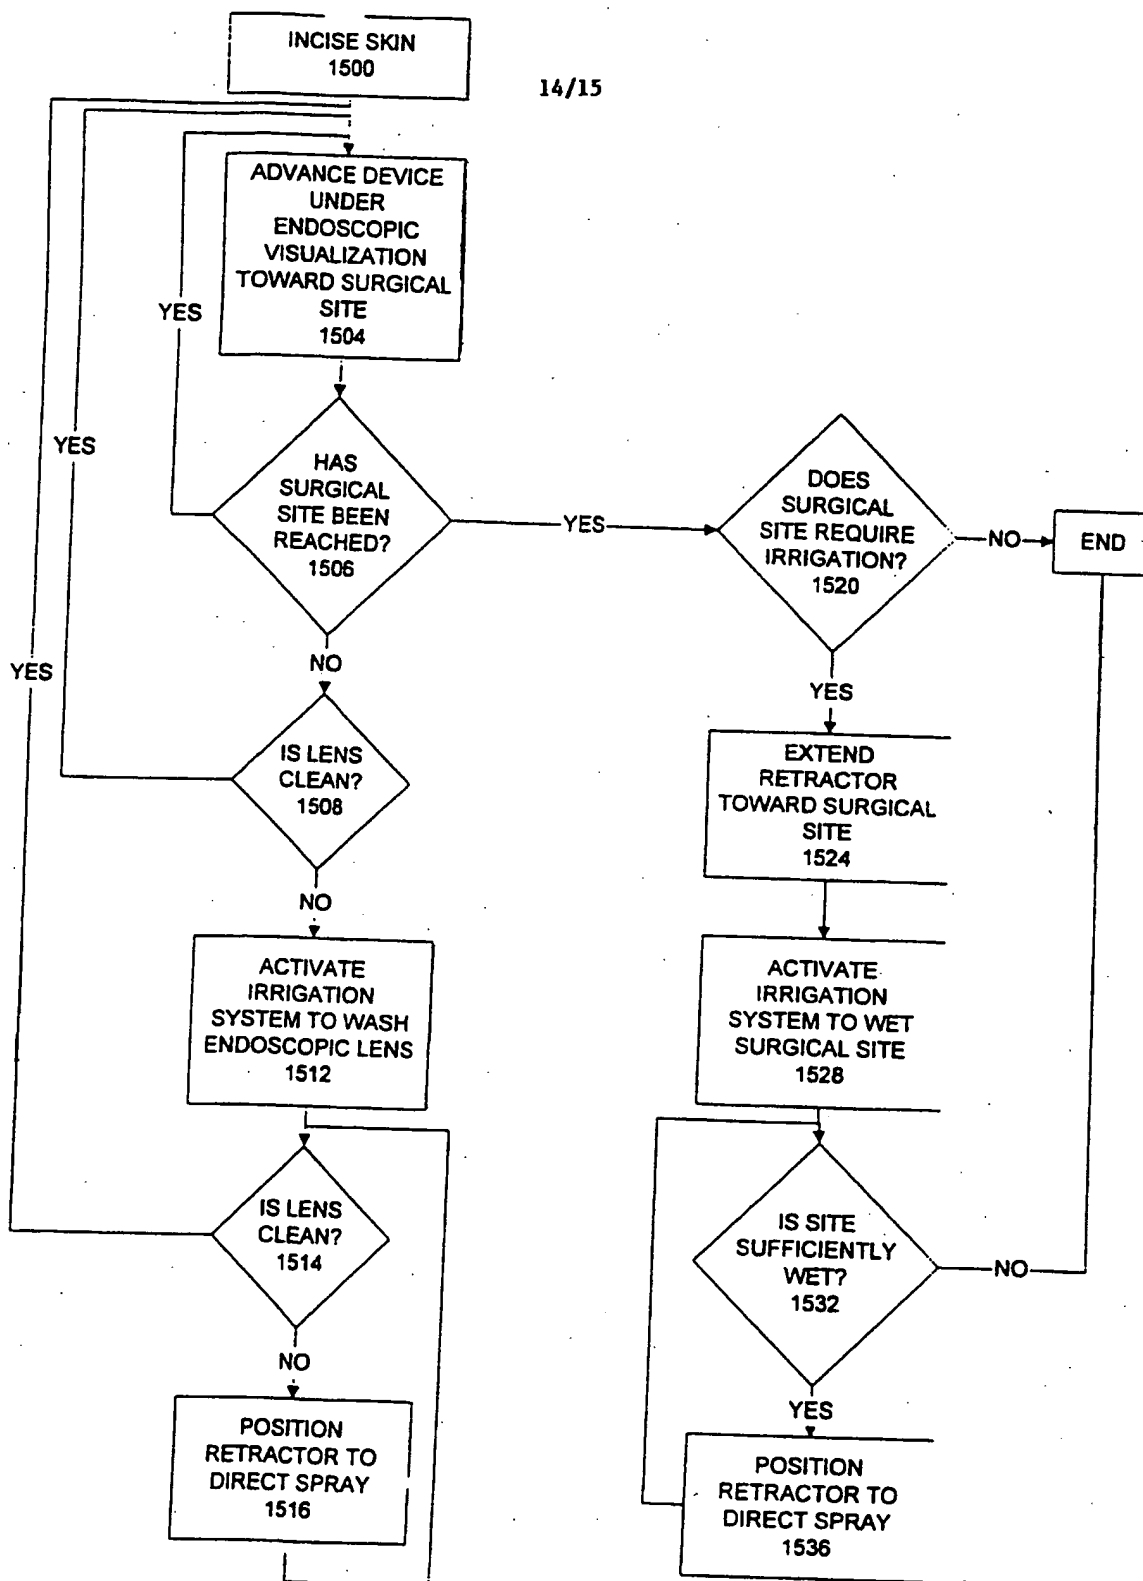 INCISE SKIN
1500
14/15
ADVANCE DEVICE
UNDER
ENDOSCOPIC
VISUALIZATION
TOWARD SURGICAL
SITE
1504
YES
YES
YES
HAS
SURGICAL
SITE BEEN
REACHED?
1506
YES
NO
IS LENS
CLEAN?
1508
NO
ACTIVATE
IRRIGATION
SYSTEM TO WASH
ENDOSCOPIC LENS
1512
IS LENS
CLEAN?
1514
NO
POSITION
RETRACTOR TO
DIRECT SPRAY
1516
DOES
SURGICAL
SITE REQUIRE
IRRIGATION?
1520
NO
END
YES
EXTEND
RETRACTOR
TOWARD SURGICAL
SITE
1524
ACTIVATE
IRRIGATION
SYSTEM TO WET
SURGICAL SITE
1528
IS SITE
SUFFICIENTLY
WET?
1532
NO
YES
POSITION
RETRACTOR TO
DIRECT SPRAY
1536